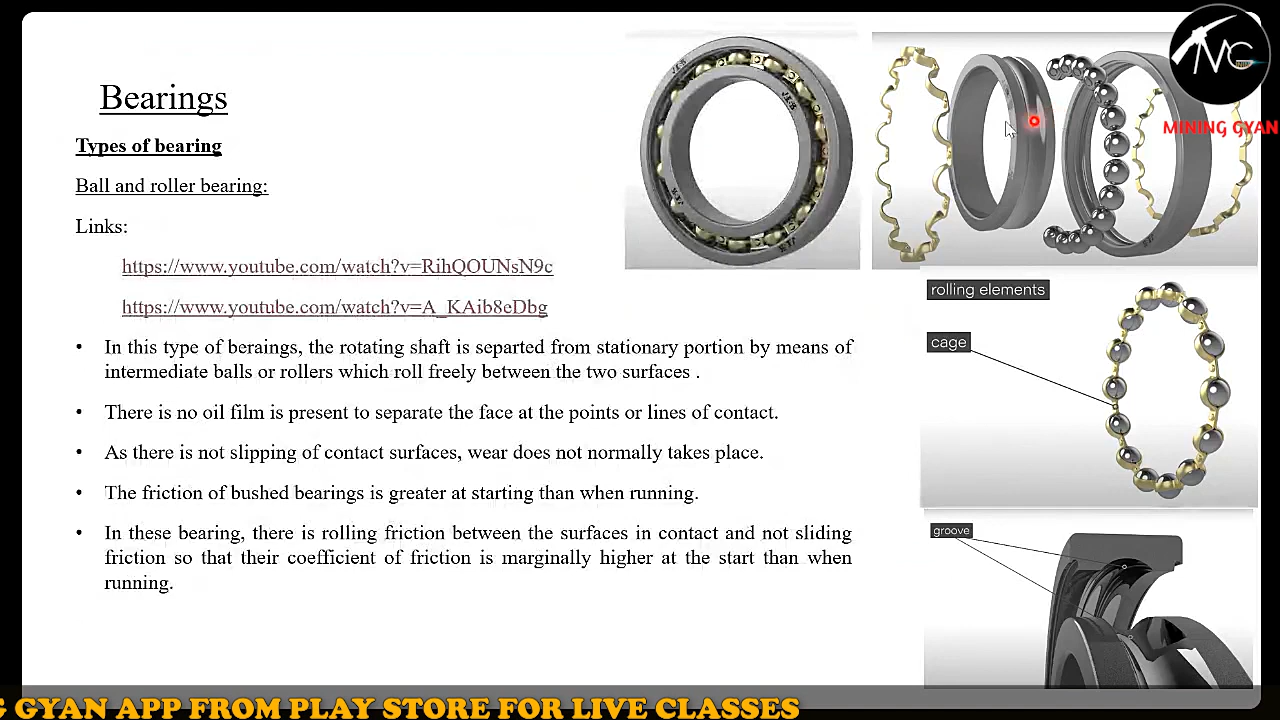 Bearings
Types of bearing
Ball and roller bearing:
Links:
https://www.youtube.com/watch?v=RihQOUNsN9c
https://www.youtube.com/watch?v=A_KAib8eDbg
• In this type of beraings, the rotating shaft is separted from stationary portion by means of
intermediate balls or rollers which roll freely between the two surfaces .
• There is no oil film is present to separate the face at the points or lines of contact.
• As there is not slipping of contact surfaces, wear does not normally takes place.
• The friction of bushed bearings is greater at starting than when running.
• In these bearing, there is rolling friction between the surfaces in contact and not sliding
friction so that their coefficient of friction is marginally higher at the start than when
running.
MG
MINING GYAN
rolling elements
cage
groove
GYAN APP FROM PLAY STORE FOR LIVE CLASSES